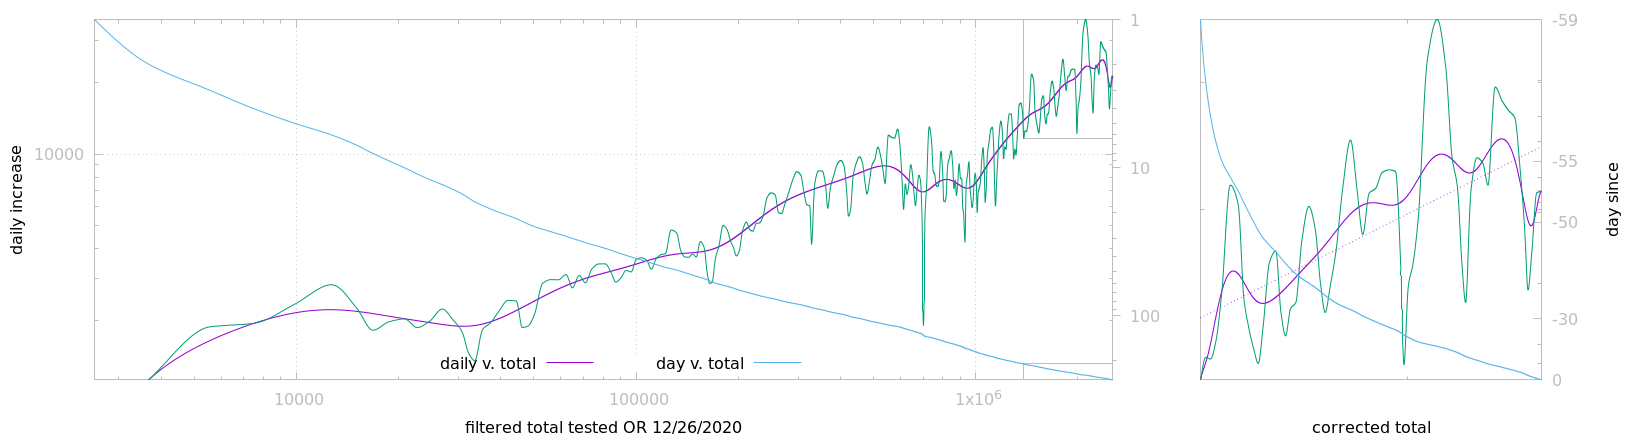 daily increase
10000
1
10
100
daily v. total
day v. total
10000
100000
1x10⁶
filtered total tested OR 12/26/2020
-59
-55
-50
-30
0
day since
corrected total